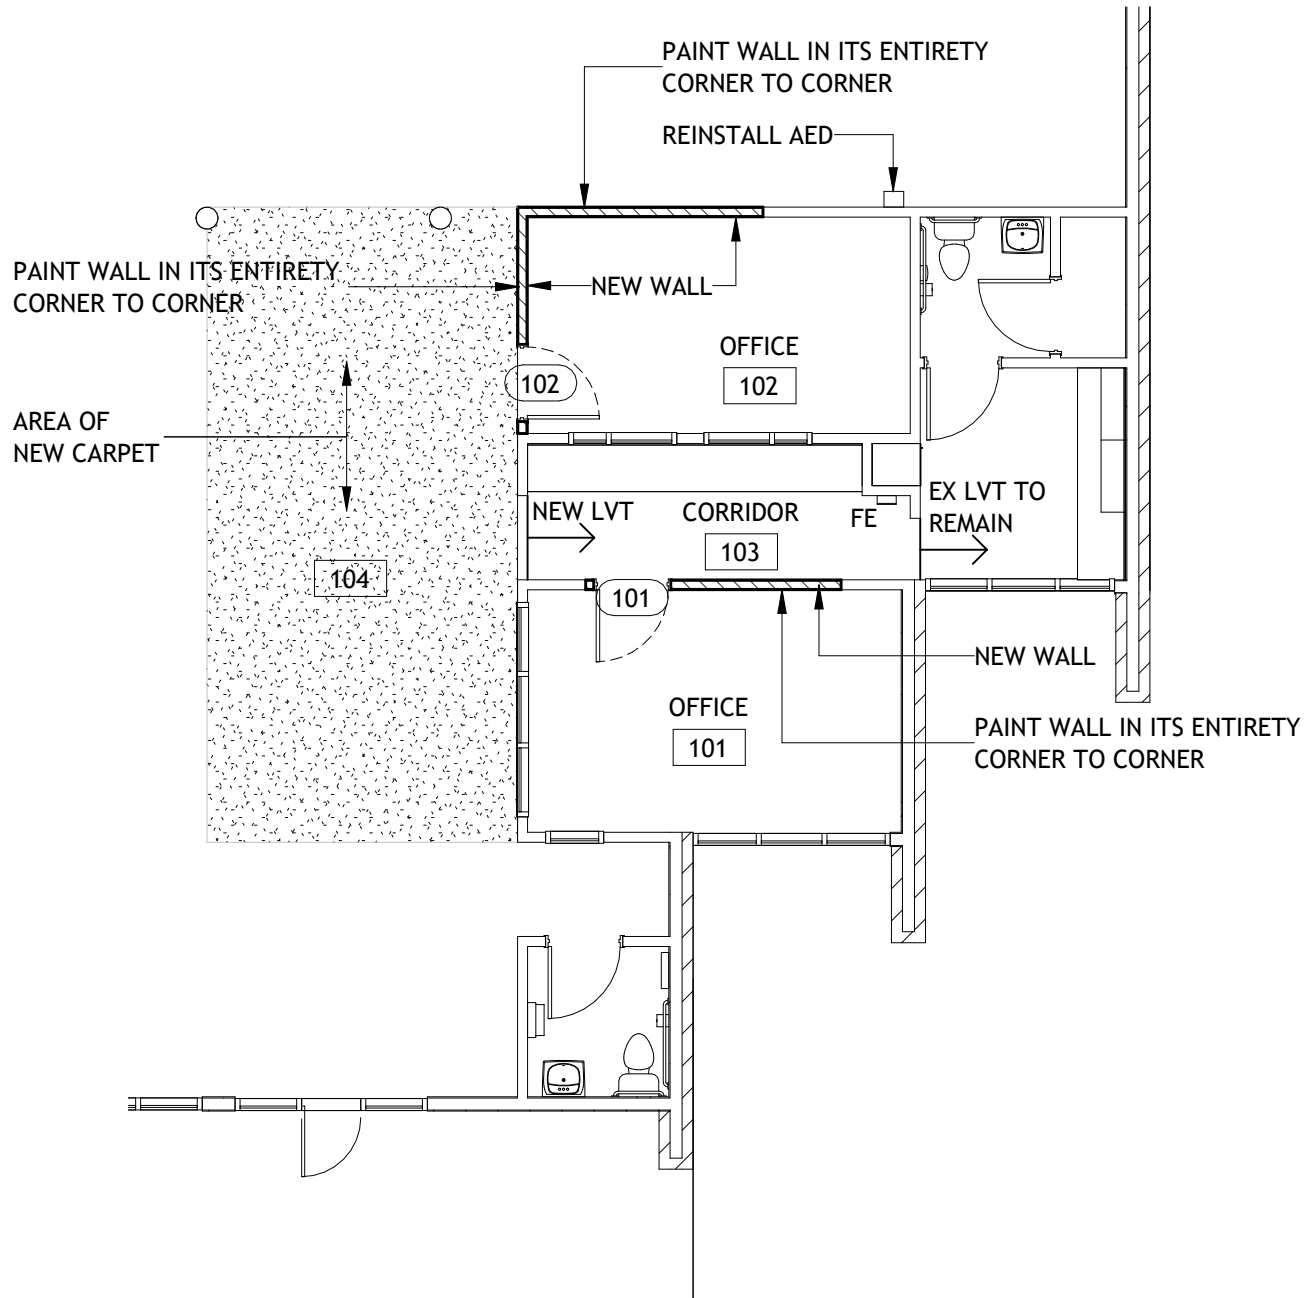 PAINT WALL IN ITS ENTIRETY
CORNER TO CORNER
REINSTALL AED
PAINT WALL IN ITS ENTIRETY
CORNER TO CORNER
NEW WALL
OFFICE
102
102
AREA OF
NEW CARPET
NEW LVT
CORRIDOR
103
FE
EX LVT TO
REMAIN
104
101
NEW WALL
OFFICE
101
PAINT WALL IN ITS ENTIRETY
CORNER TO CORNER